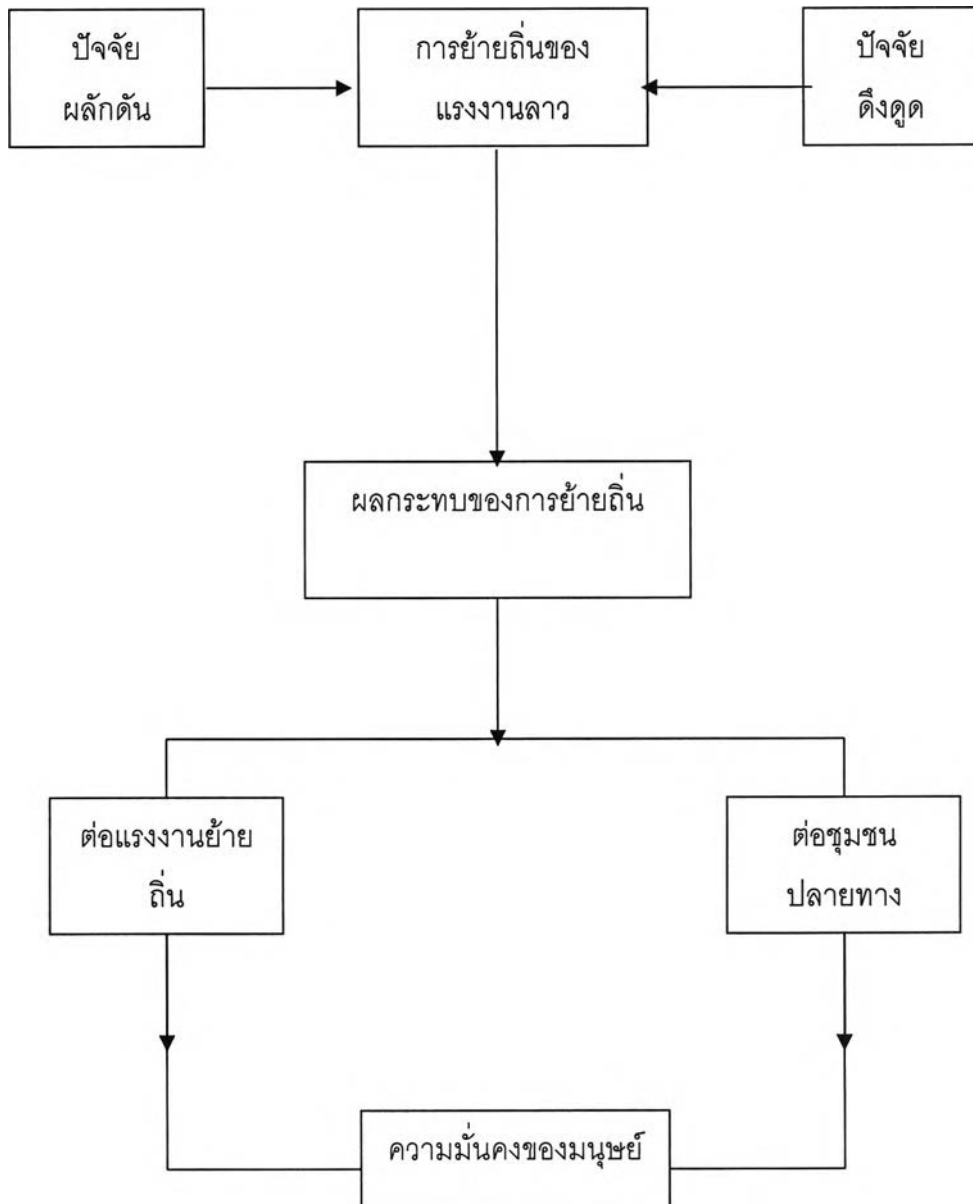 ปัจจัย
ผลักดัน
การย้ายถิ่นของ
แรงงานลาว
ปัจจัย
ดึงดูด
ผลกระทบของการย้ายถิ่น
ต่อแรงงานย้าย
ถิ่น
ต่อชุมชน
ปลายทาง
ความมั่นคงของมนุษย์